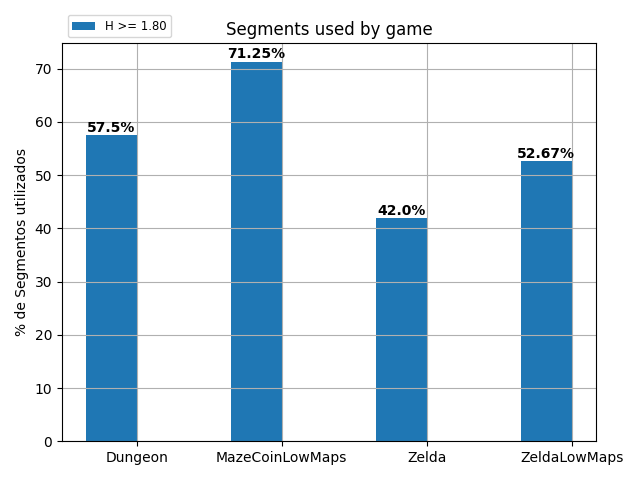 H >= 1.80
Segments used by game
% de Segmentos utilizados
70
60
50
40
30
20
10
0
57.5%
71.25%
42.0%
52.67%
Dungeon
MazeCoinLowMaps
Zelda
ZeldaLowMaps